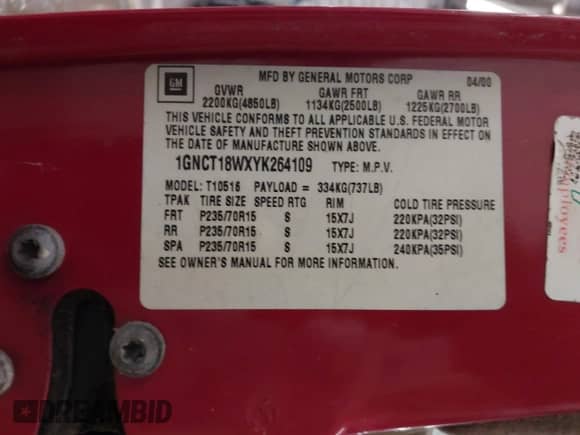 MFD BY GENERAL MOTORS CORP 04/00
GM
GVWR GAWR FRT GAWR RR
2200KG(4850LB) 1134KG(2500LB) 1225KG(2700LB)
THIS VEHICLE CONFORMS TO ALL APPLICABLE U.S. FEDERAL MOTOR
VEHICLE SAFETY AND THEFT PREVENTION STANDARDS IN EFFECT ON
THE DATE OF MANUFACTURE SHOWN ABOVE.
1GNCT18WXYK264109 TYPE: M.P.V.
MODEL: T10516 PAYLOAD = 334KG(737LB)
TPAK TIRE SIZE SPEED RTG RIM COLD TIRE PRESSURE
FRT P235/70R15 S 15X7J 220KPA(32PSI)
RR P235/70R15 S 15X7J 220KPA(32PSI)
SPA P235/70R15 S 15X7J 240KPA(35PSI)
SEE OWNER'S MANUAL FOR MORE INFORMATION.
DREAMBID